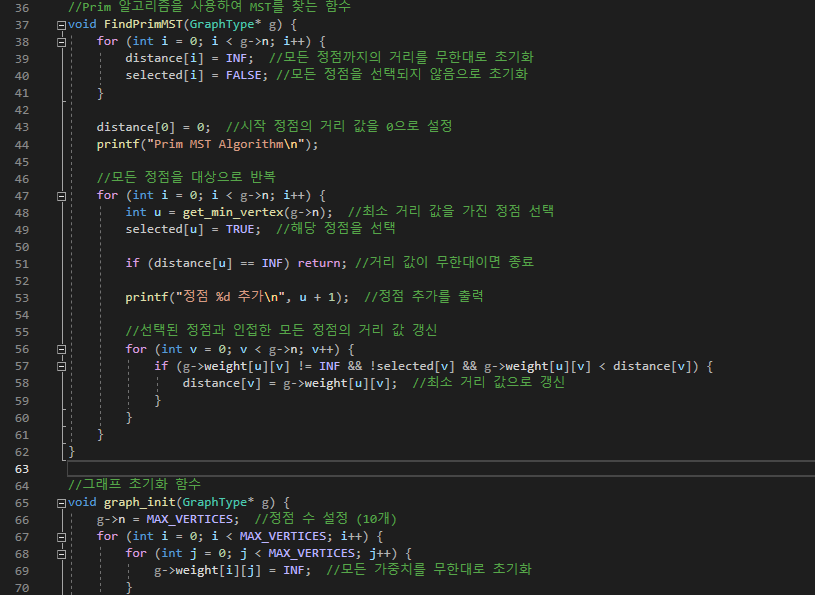 36 //Prim 알고리즘을 사용하여 MST를 찾는 함수
37 void FindPrimMST(GraphType* g) {
38 for (int i = 0; i < g->n; i++) {
39 distance[i] = INF; //모든 정점까지의 거리를 무한대로 초기화
40 selected[i] = FALSE; //모든 정점을 선택되지 않음으로 초기화
41 }
42
43 distance[0] = 0; //시작 정점의 거리 값을 0으로 설정
44 printf("Prim MST Algorithm\n");
45
46 //모든 정점을 대상으로 반복
47 for (int i = 0; i < g->n; i++) {
48 int u = get_min_vertex(g->n); //최소 거리 값을 가진 정점 선택
49 selected[u] = TRUE; //해당 정점을 선택
50
51 if (distance[u] == INF) return; //거리 값이 무한대이면 종료
52
53 printf("정점 %d 추가\n", u + 1); //정점 추가를 출력
54
55 //선택된 정점과 인접한 모든 정점의 거리 값 갱신
56 for (int v = 0; v < g->n; v++) {
57 if (g->weight[u][v] != INF && !selected[v] && g->weight[u][v] < distance[v]) {
58 distance[v] = g->weight[u][v]; //최소 거리 값으로 갱신
59 }
60 }
61 }
62 }
63
64 //그래프 초기화 함수
65 void graph_init(GraphType* g) {
66 g->n = MAX_VERTICES; //정점 수 설정 (10개)
67 for (int i = 0; i < MAX_VERTICES; i++) {
68 for (int j = 0; j < MAX_VERTICES; j++) {
69 g->weight[i][j] = INF; //모든 가중치를 무한대로 초기화
70 }